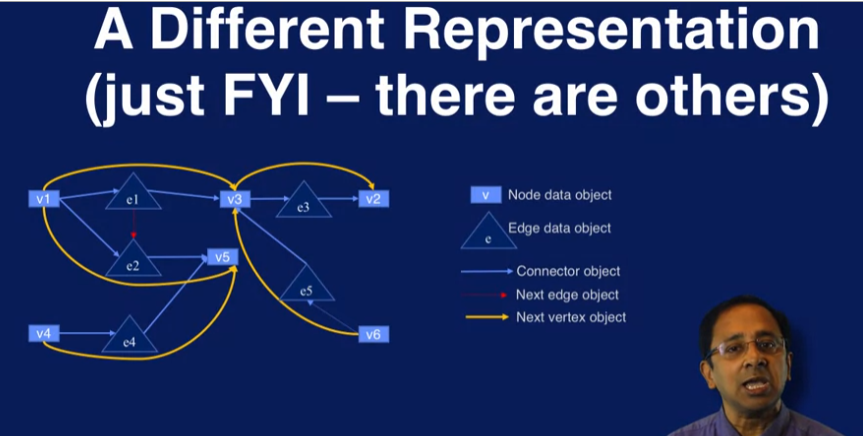 A Different Representation
(just FYI – there are others)
v1
e1
v3
e3
v2
e2
v5
e5
v4
e4
v6
v Node data object
e Edge data object
Connector object
Next edge object
Next vertex object